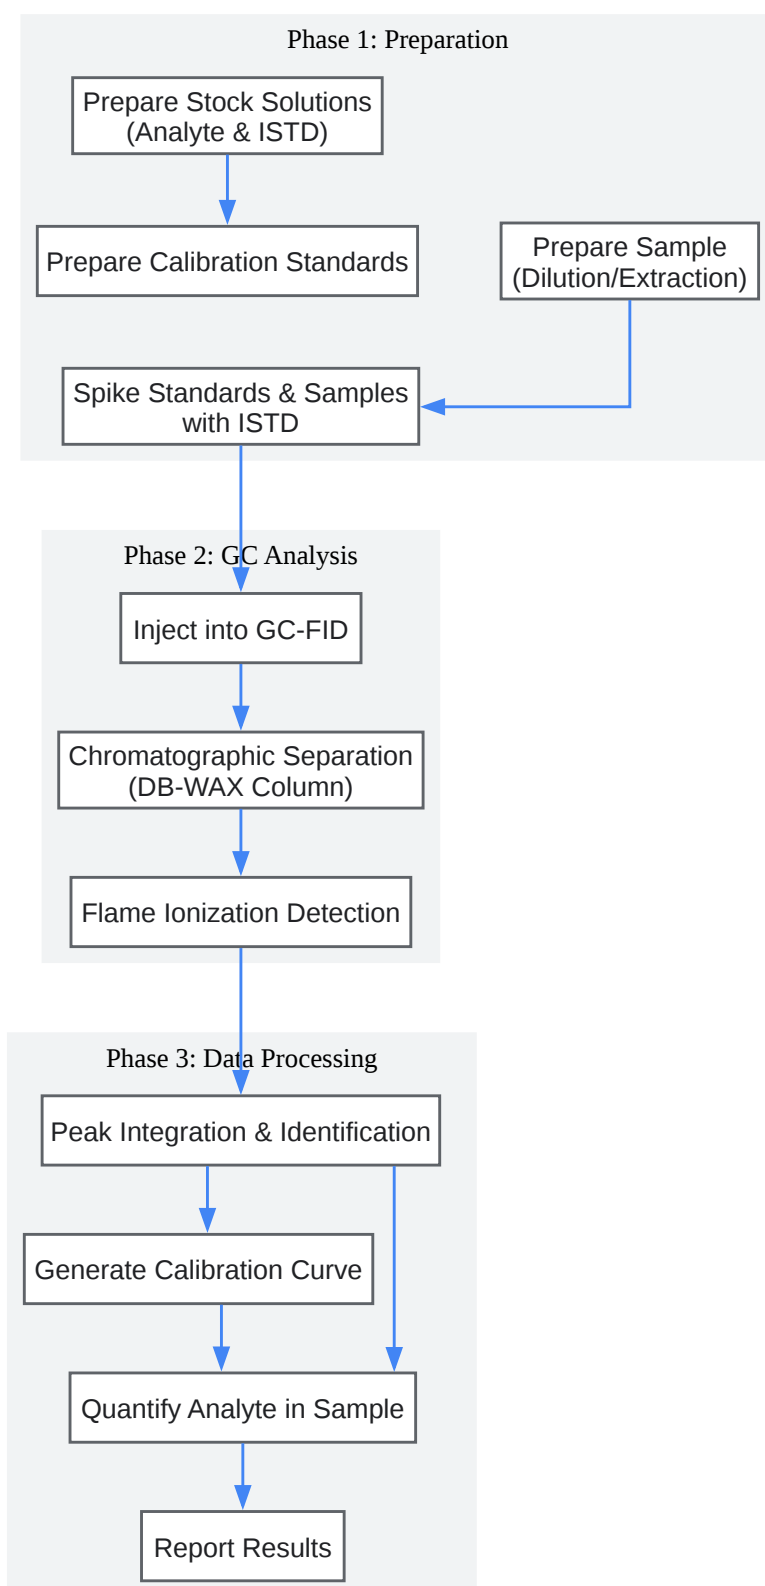 Phase 1: Preparation
Prepare Stock Solutions
(Analyte & ISTD)
Prepare Calibration Standards
Prepare Sample
(Dilution/Extraction)
Spike Standards & Samples
with ISTD
Phase 2: GC Analysis
Inject into GC-FID
Chromatographic Separation
(DB-WAX Column)
Flame Ionization Detection
Phase 3: Data Processing
Peak Integration & Identification
Generate Calibration Curve
Quantify Analyte in Sample
Report Results